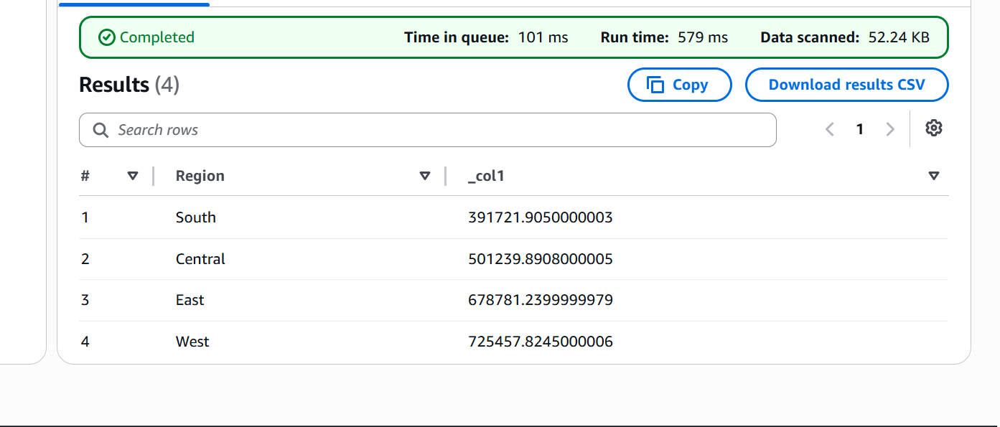 Completed Time in queue: 101 ms Run time: 579 ms Data scanned: 52.24 KB
Results (4) Copy Download results CSV
Search rows 1
# Region _col1
1 South 391721.9050000003
2 Central 501239.8908000005
3 East 678781.2399999979
4 West 725457.8245000006